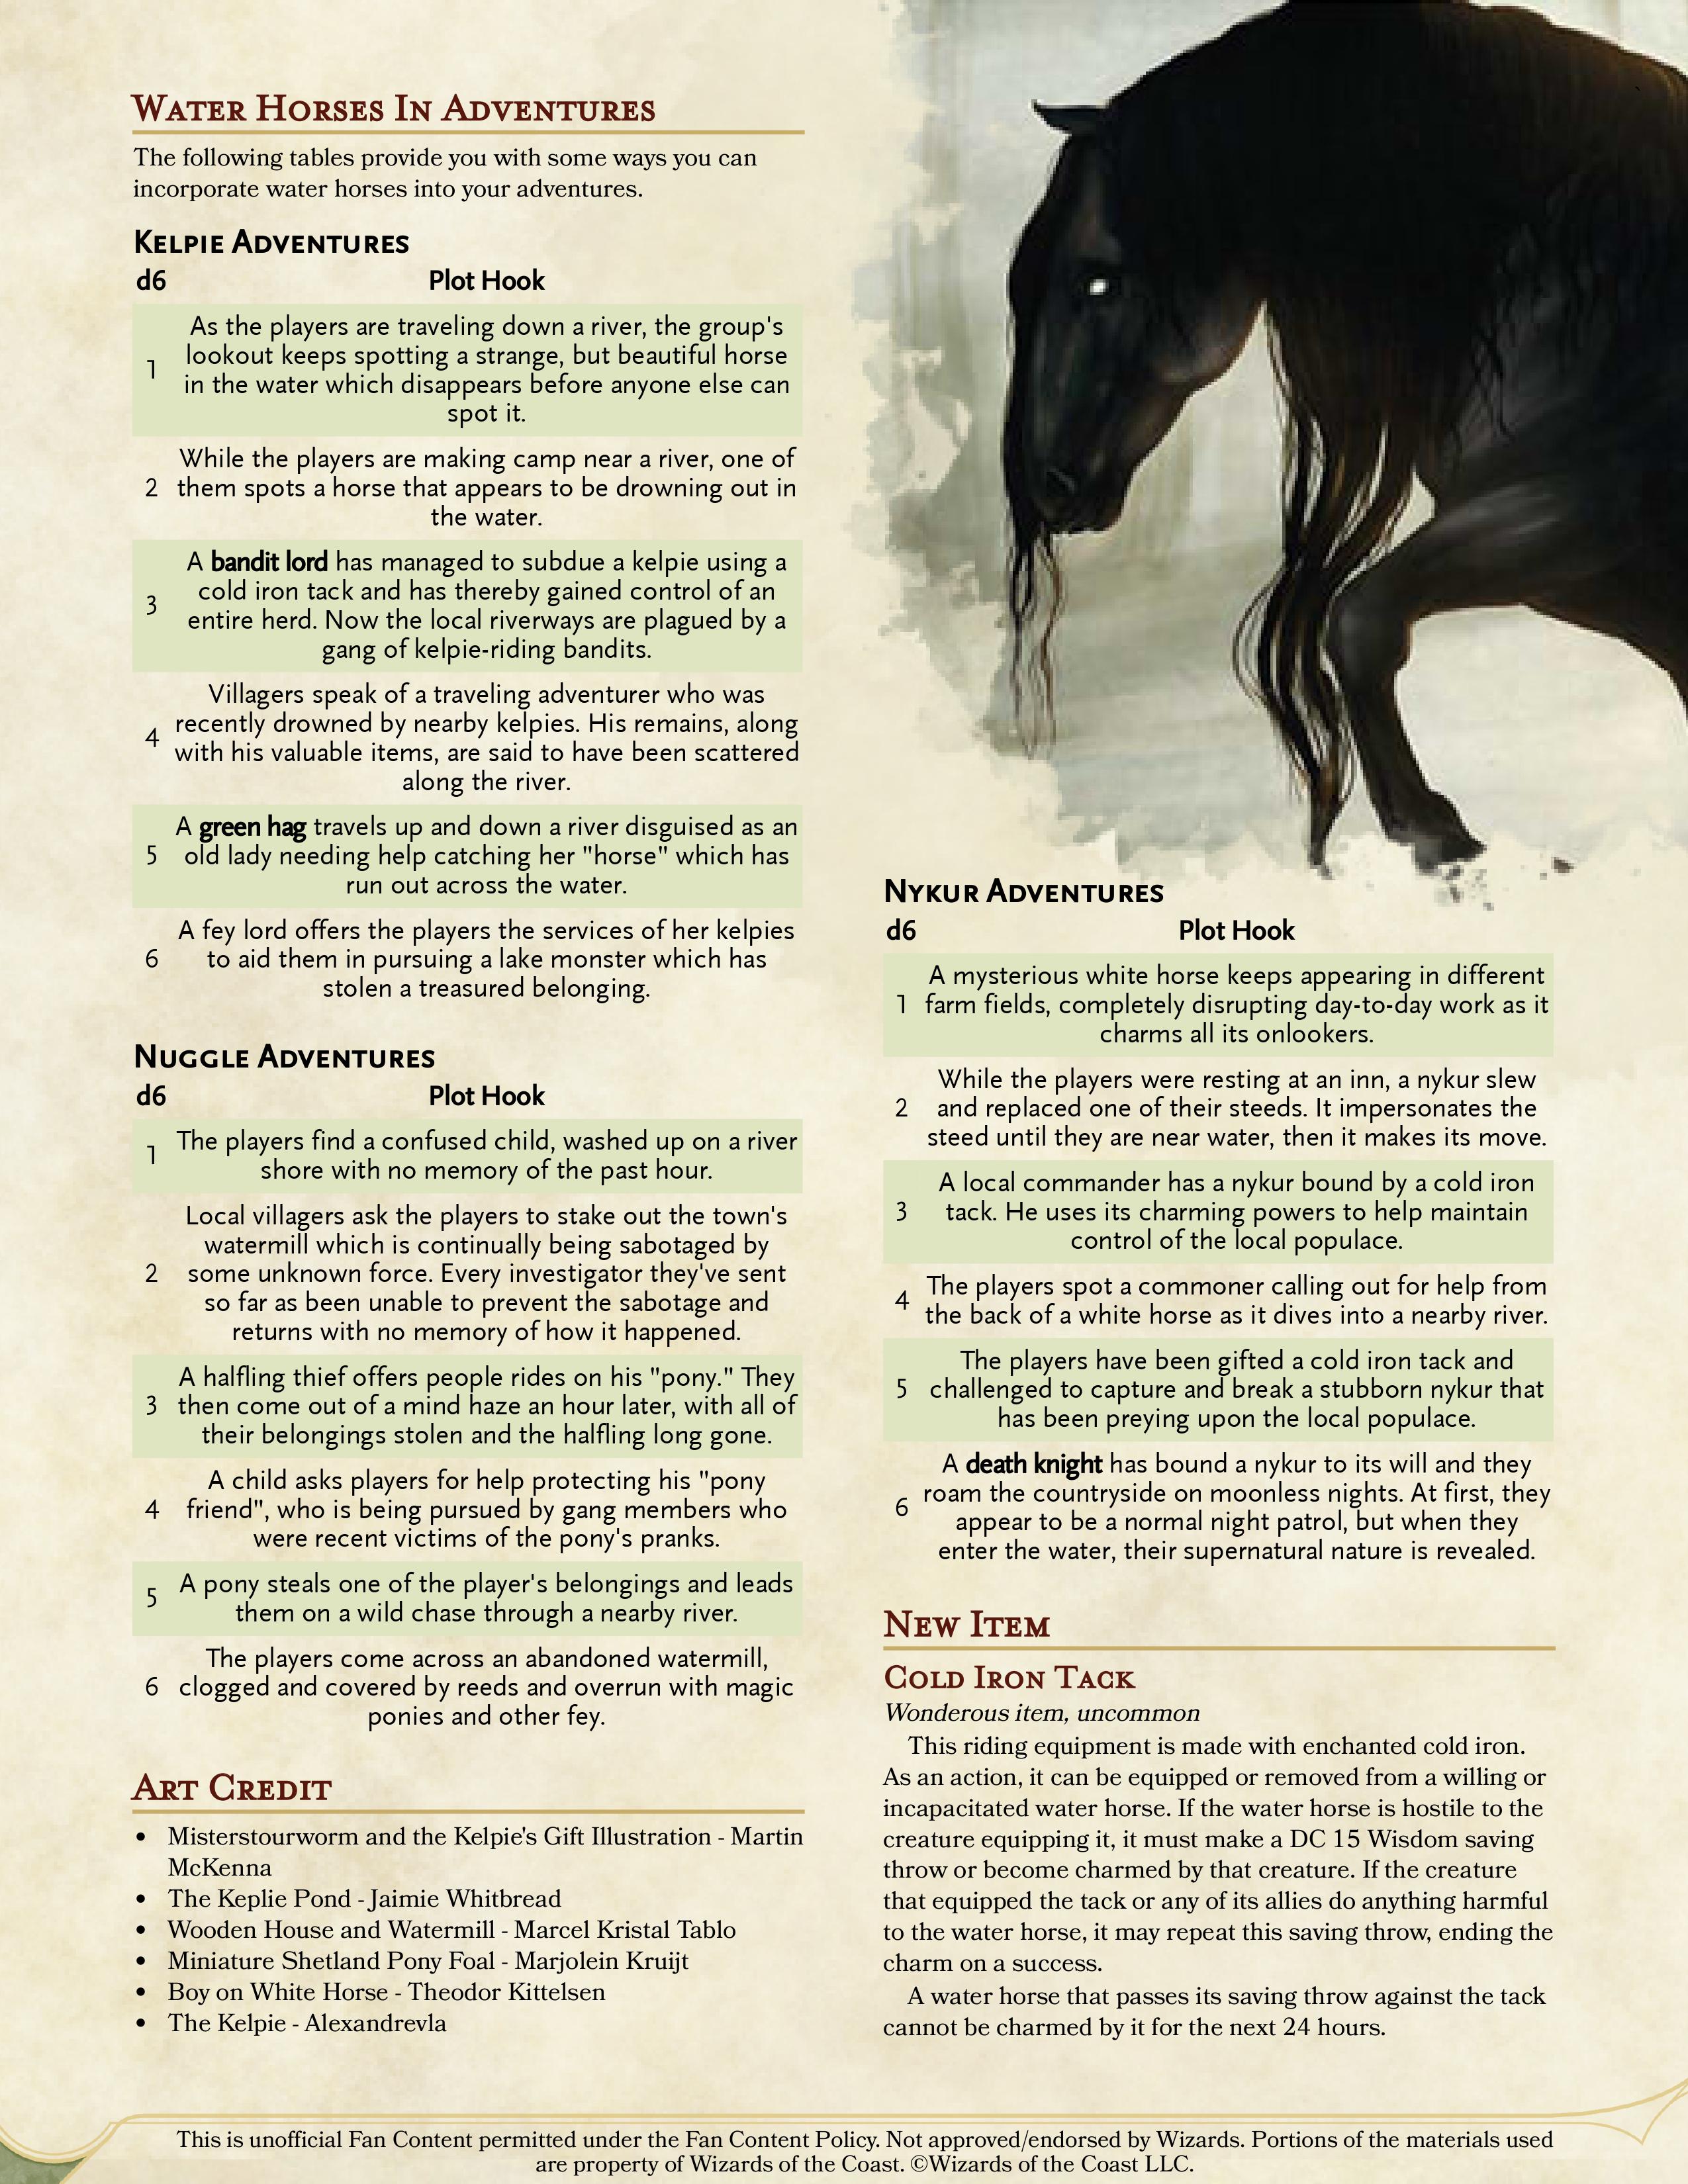 Water Horses In Adventures
The following tables provide you with some ways you can
incorporate water horses into your adventures.
Kelpie Adventures
d6 Plot Hook
1 As the players are traveling down a river, the group's
lookout keeps spotting a strange, but beautiful horse
in the water which disappears before anyone else can
spot it.
2 While the players are making camp near a river, one of
them spots a horse that appears to be drowning out in
the water.
3 A bandit lord has managed to subdue a kelpie using a
cold iron tack and has thereby gained control of an
entire herd. Now the local riverways are plagued by a
gang of kelpie-riding bandits.
4 Villagers speak of a traveling adventurer who was
recently drowned by nearby kelpies. His remains, along
with his valuable items, are said to have been scattered
along the river.
5 A green hag travels up and down a river disguised as an
old lady needing help catching her "horse" which has
run out across the water.
6 A fey lord offers the players the services of her kelpies
to aid them in pursuing a lake monster which has
stolen a treasured belonging.
Nuggle Adventures
d6 Plot Hook
1 The players find a confused child, washed up on a river
shore with no memory of the past hour.
2 Local villagers ask the players to stake out the town's
watermill which is continually being sabotaged by
some unknown force. Every investigator they've sent
so far as been unable to prevent the sabotage and
returns with no memory of how it happened.
3 A halfling thief offers people rides on his "pony." They
then come out of a mind haze an hour later, with all of
their belongings stolen and the halfling long gone.
4 A child asks players for help protecting his "pony
friend", who is being pursued by gang members who
were recent victims of the pony's pranks.
5 A pony steals one of the player's belongings and leads
them on a wild chase through a nearby river.
6 The players come across an abandoned watermill,
clogged and covered by reeds and overrun with magic
ponies and other fey.
Art Credit
• Misterstourworm and the Kelpie's Gift Illustration - Martin
McKenna
• The Keplie Pond - Jaimie Whitbread
• Wooden House and Watermill - Marcel Kristal Tablo
• Miniature Shetland Pony Foal - Marjolein Kruijt
• Boy on White Horse - Theodor Kittelsen
• The Kelpie - Alexandrevla
Nykur Adventures
d6 Plot Hook
1 A mysterious white horse keeps appearing in different
farm fields, completely disrupting day-to-day work as it
charms all its onlookers.
2 While the players were resting at an inn, a nykur slew
and replaced one of their steeds. It impersonates the
steed until they are near water, then it makes its move.
3 A local commander has a nykur bound by a cold iron
tack. He uses its charming powers to help maintain
control of the local populace.
4 The players spot a commoner calling out for help from
the back of a white horse as it dives into a nearby river.
5 The players have been gifted a cold iron tack and
challenged to capture and break a stubborn nykur that
has been preying upon the local populace.
6 A death knight has bound a nykur to its will and they
roam the countryside on moonless nights. At first, they
appear to be a normal night patrol, but when they
enter the water, their supernatural nature is revealed.
New Item
Cold Iron Tack
Wonderous item, uncommon
This riding equipment is made with enchanted cold iron.
As an action, it can be equipped or removed from a willing or
incapacitated water horse. If the water horse is hostile to the
creature equipping it, it must make a DC 15 Wisdom saving
throw or become charmed by that creature. If the creature
that equipped the tack or any of its allies do anything harmful
to the water horse, it may repeat this saving throw, ending the
charm on a success.
A water horse that passes its saving throw against the tack
cannot be charmed by it for the next 24 hours.
This is unofficial Fan Content permitted under the Fan Content Policy. Not approved/endorsed by Wizards. Portions of the materials used
are property of Wizards of the Coast. ©Wizards of the Coast LLC.